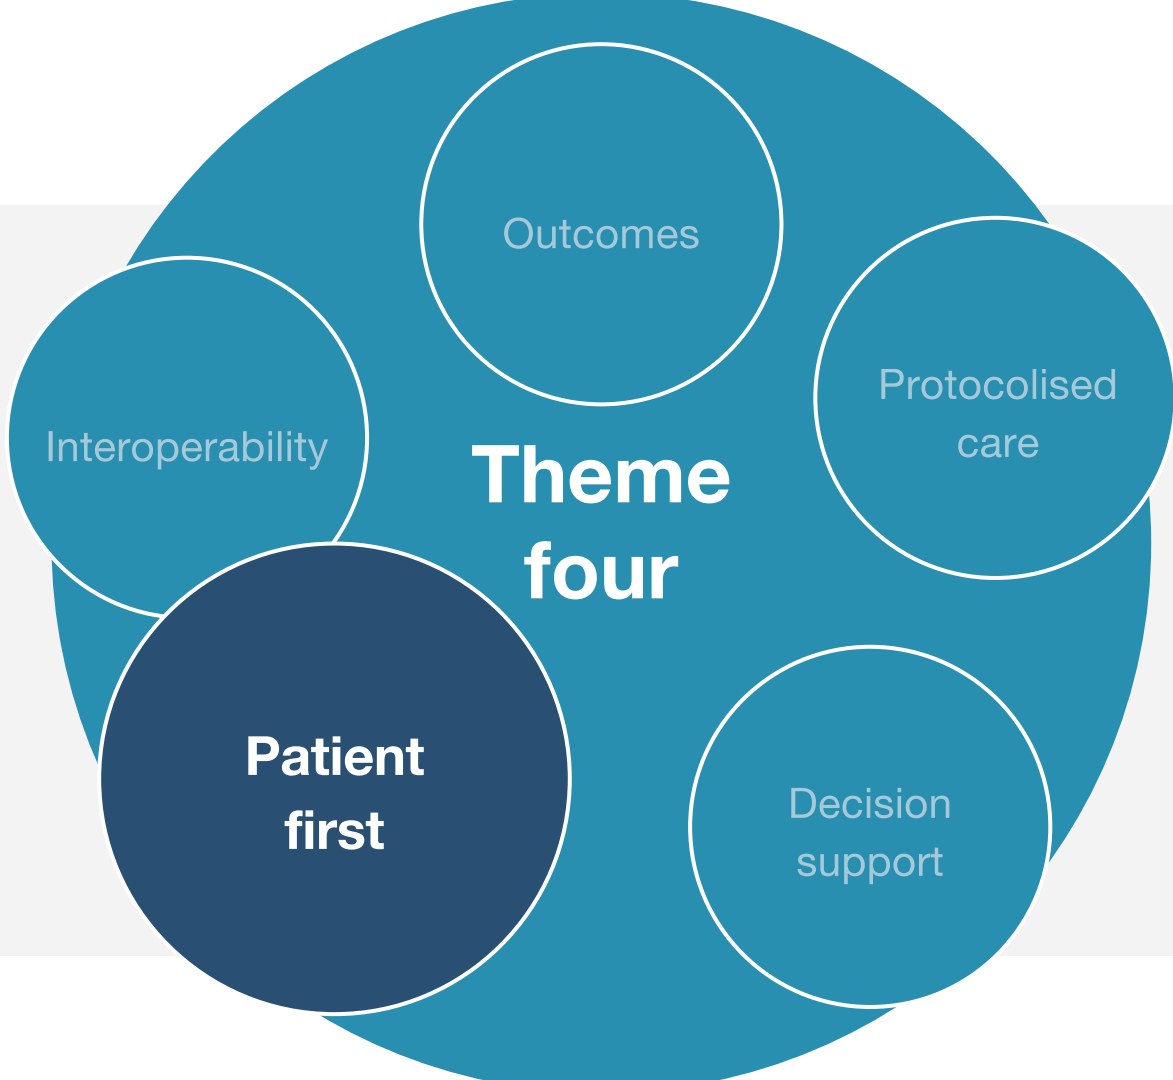 Outcomes
Protocolised
care
Interoperability
Theme
four
Patient
first
Decision
support